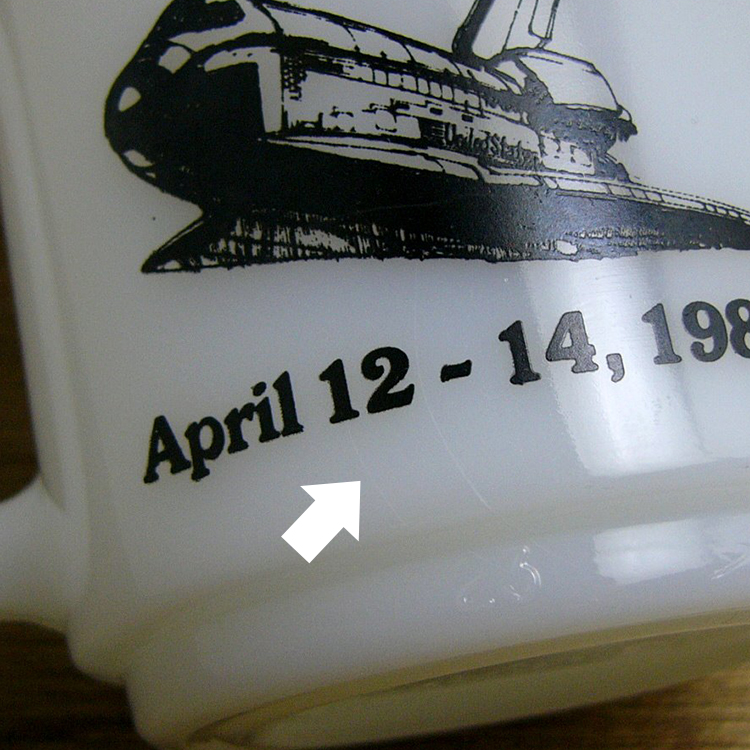 United States
April 12 - 14, 198